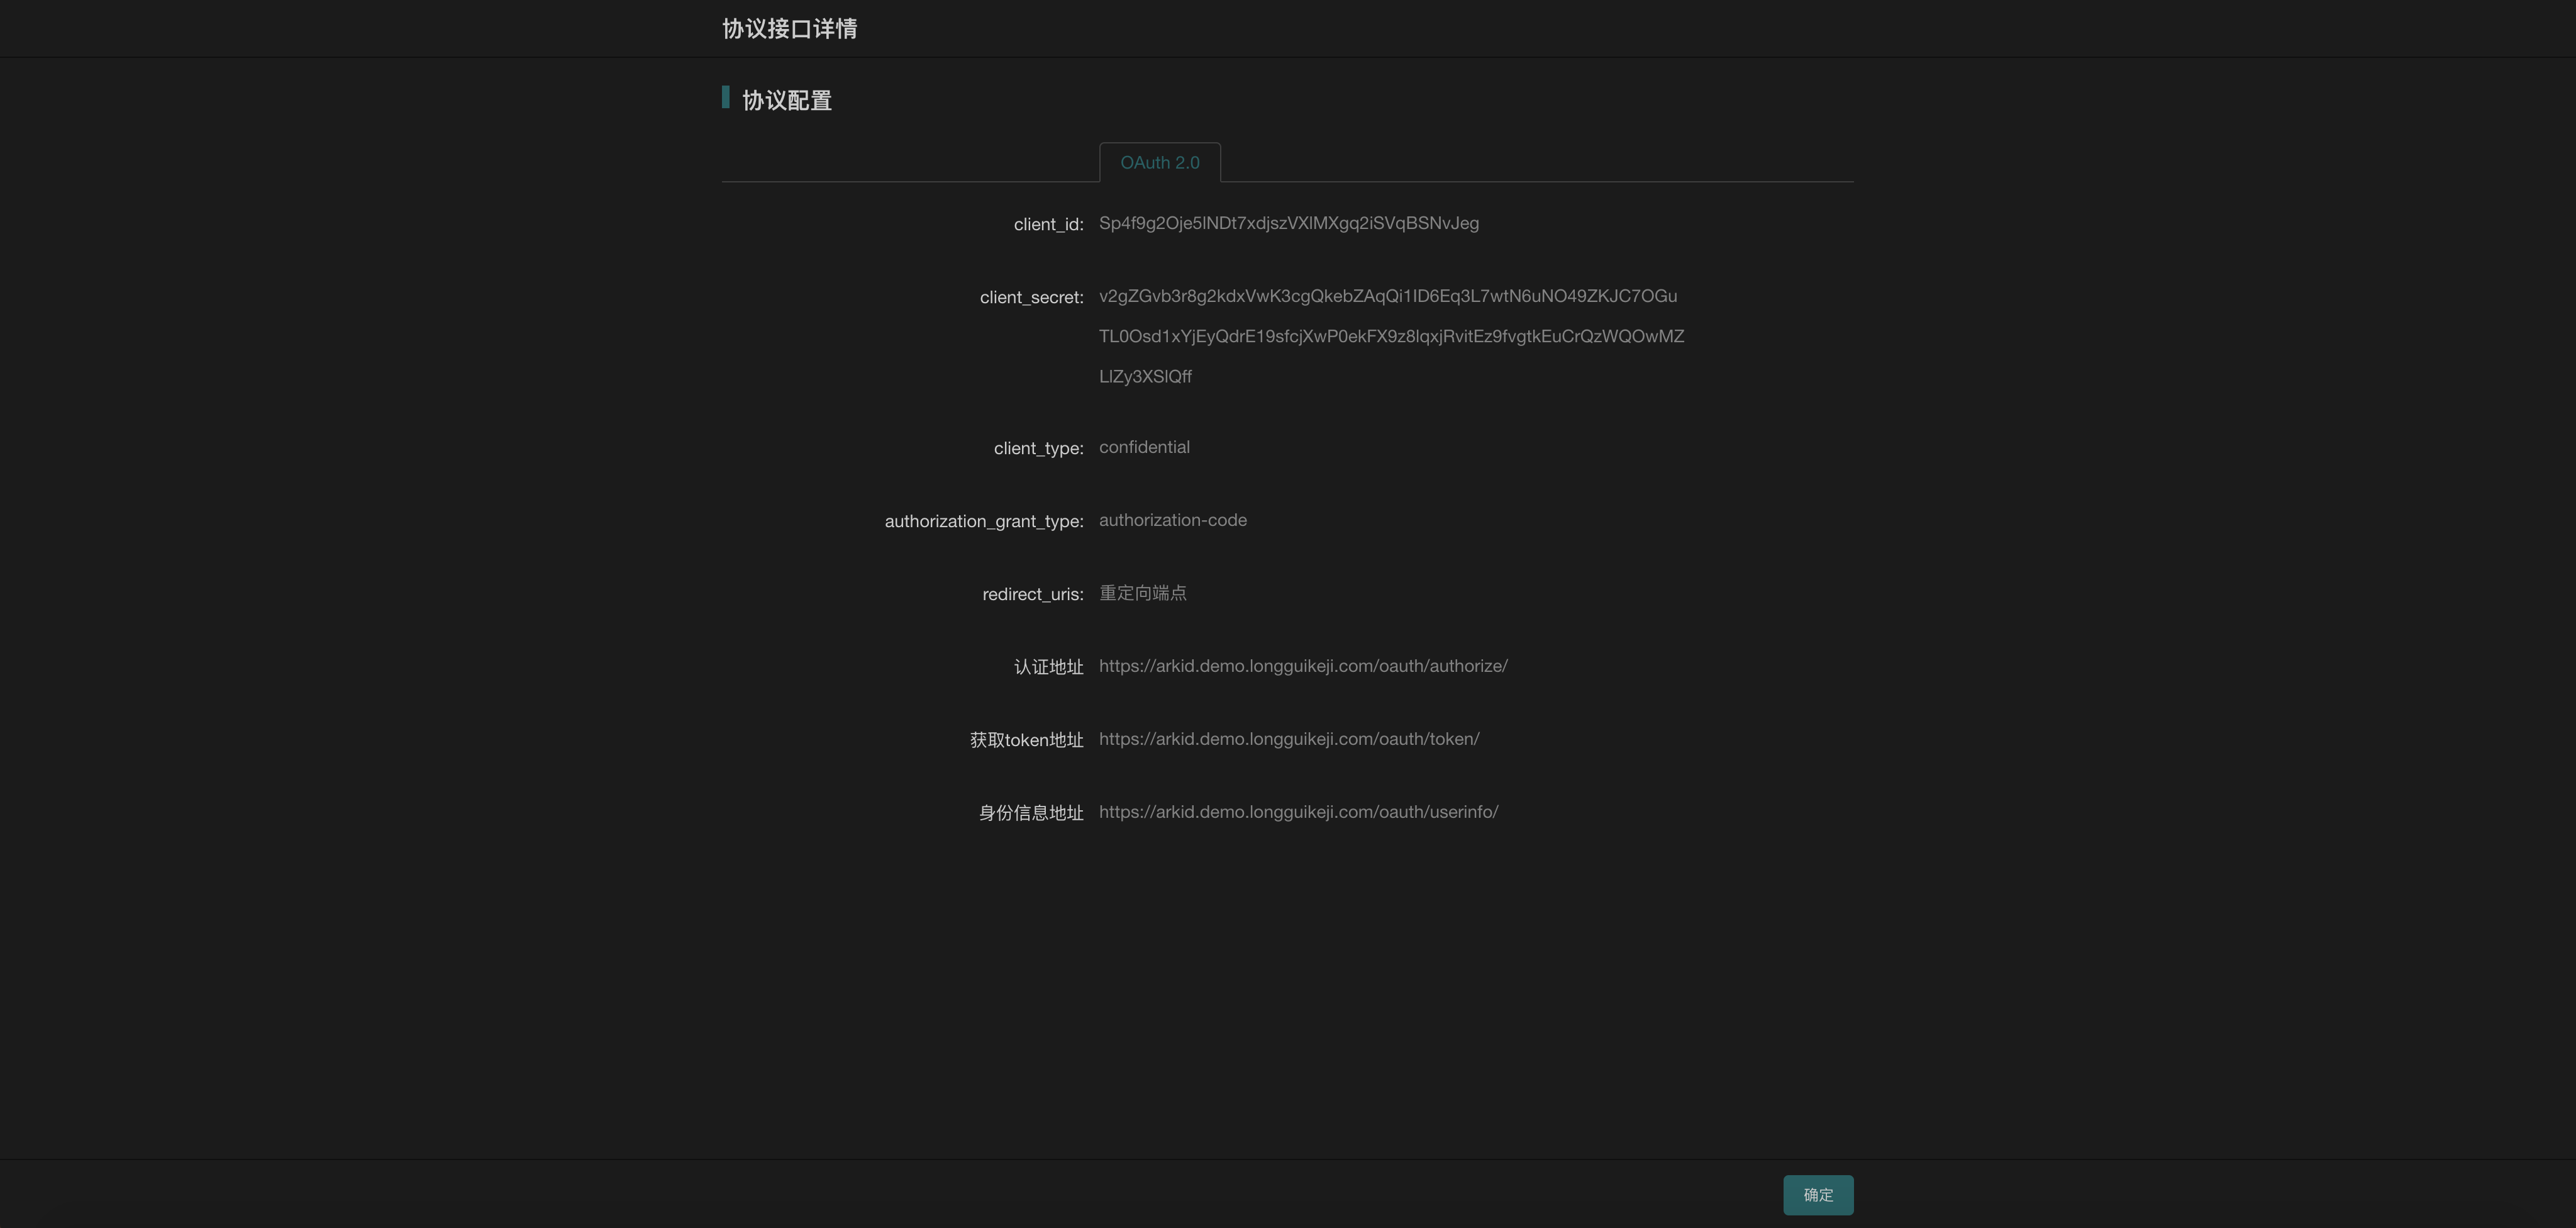 协议接口详情
协议配置
OAuth 2.0
client_id: Sp4f9g2Oje5lNDt7xdjszVXlMXgq2iSVqBSNvJeg
client_secret: v2gZGvb3r8g2kdxVwK3cgQkebZAqQi1ID6Eq3L7wtN6uNO49ZKJC7OGu
TL0Osd1xYjEyQdrE19sfcjXwP0ekFX9z8lqxjRvitEz9fvgtkEuCrQzWQOwMZ
LlZy3XSlQff
client_type: confidential
authorization_grant_type: authorization-code
redirect_uris: 重定向端点
认证地址 https://arkid.demo.longguikeji.com/oauth/authorize/
获取token地址 https://arkid.demo.longguikeji.com/oauth/token/
身份信息地址 https://arkid.demo.longguikeji.com/oauth/userinfo/
确定